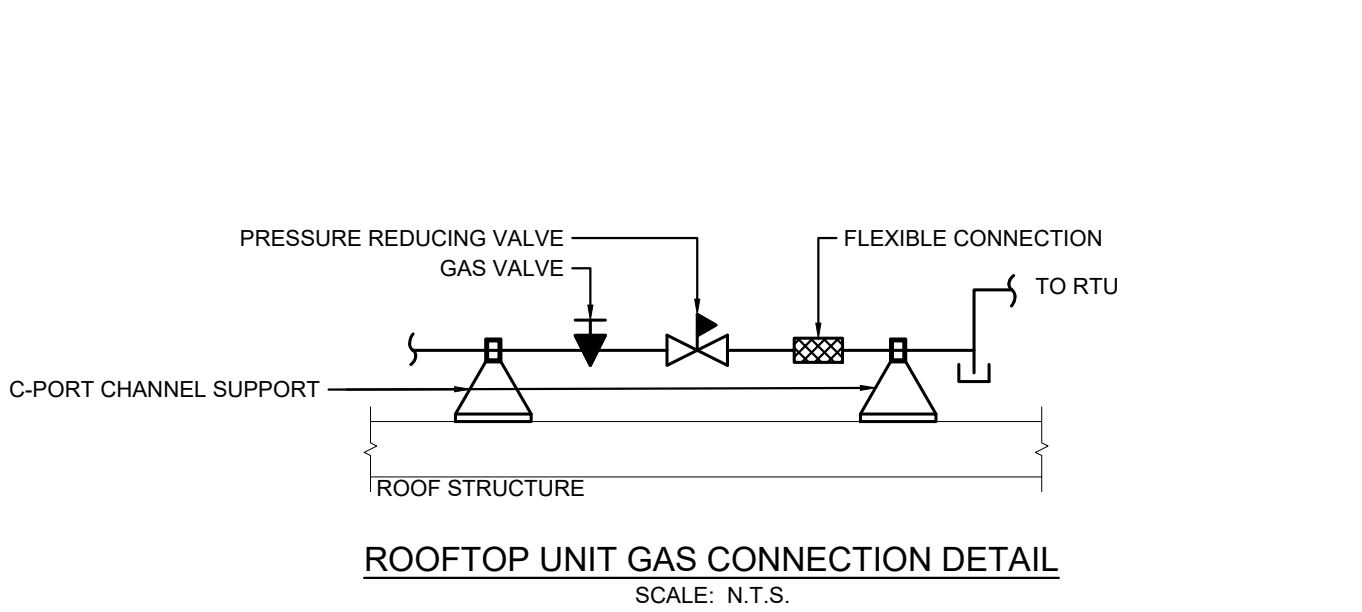 PRESSURE REDUCING VALVE
FLEXIBLE CONNECTION
GAS VALVE
TO RTU
C-PORT CHANNEL SUPPORT
ROOF STRUCTURE
ROOFTOP UNIT GAS CONNECTION DETAIL
SCALE: N.T.S.